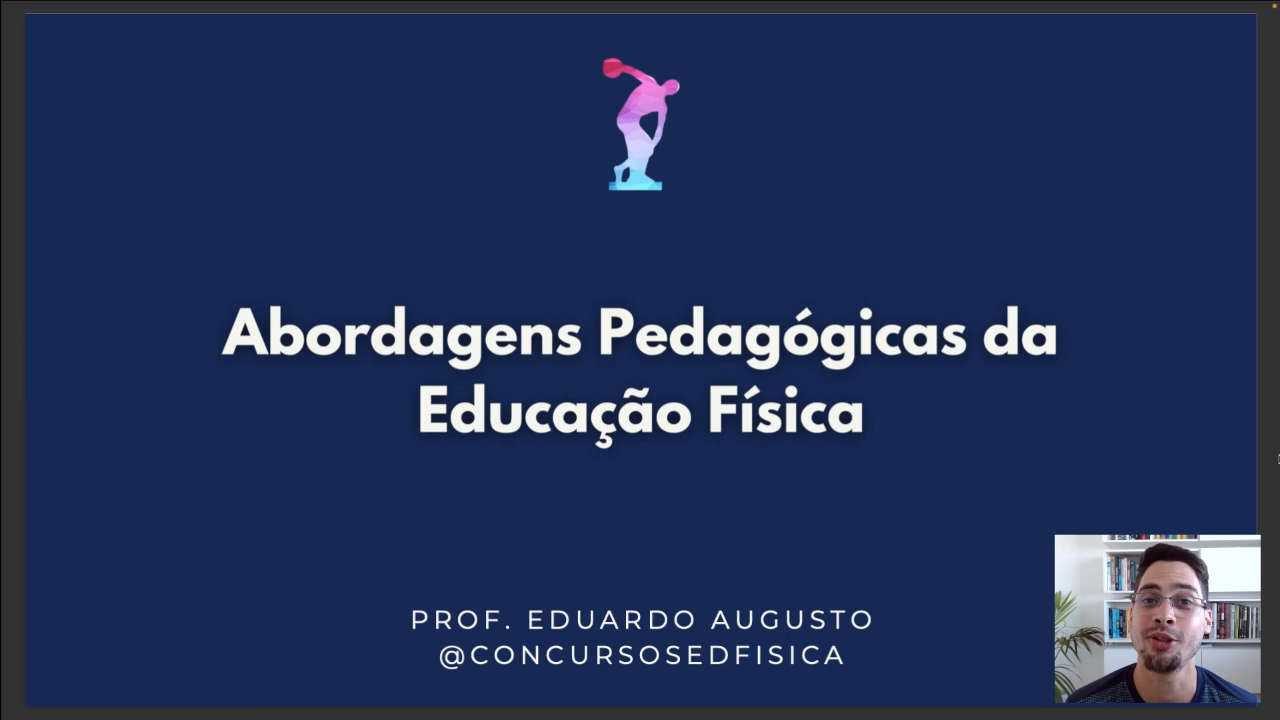 Abordagens Pedagógicas da
Educação Física
PROF. EDUARDO AUGUSTO
@CONCURSOSEDFISICA